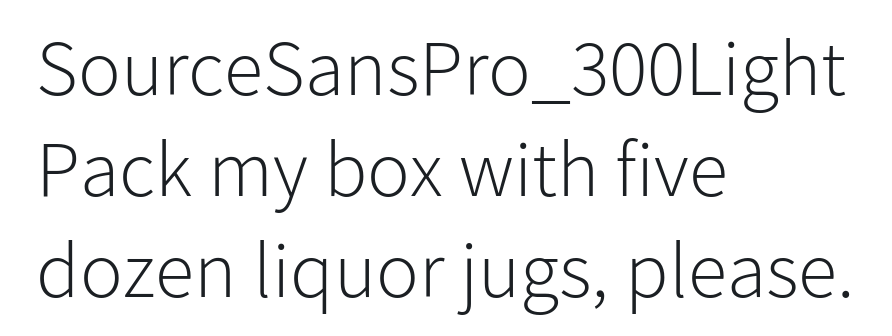 SourceSansPro_300Light
Pack my box with five
dozen liquor jugs, please.